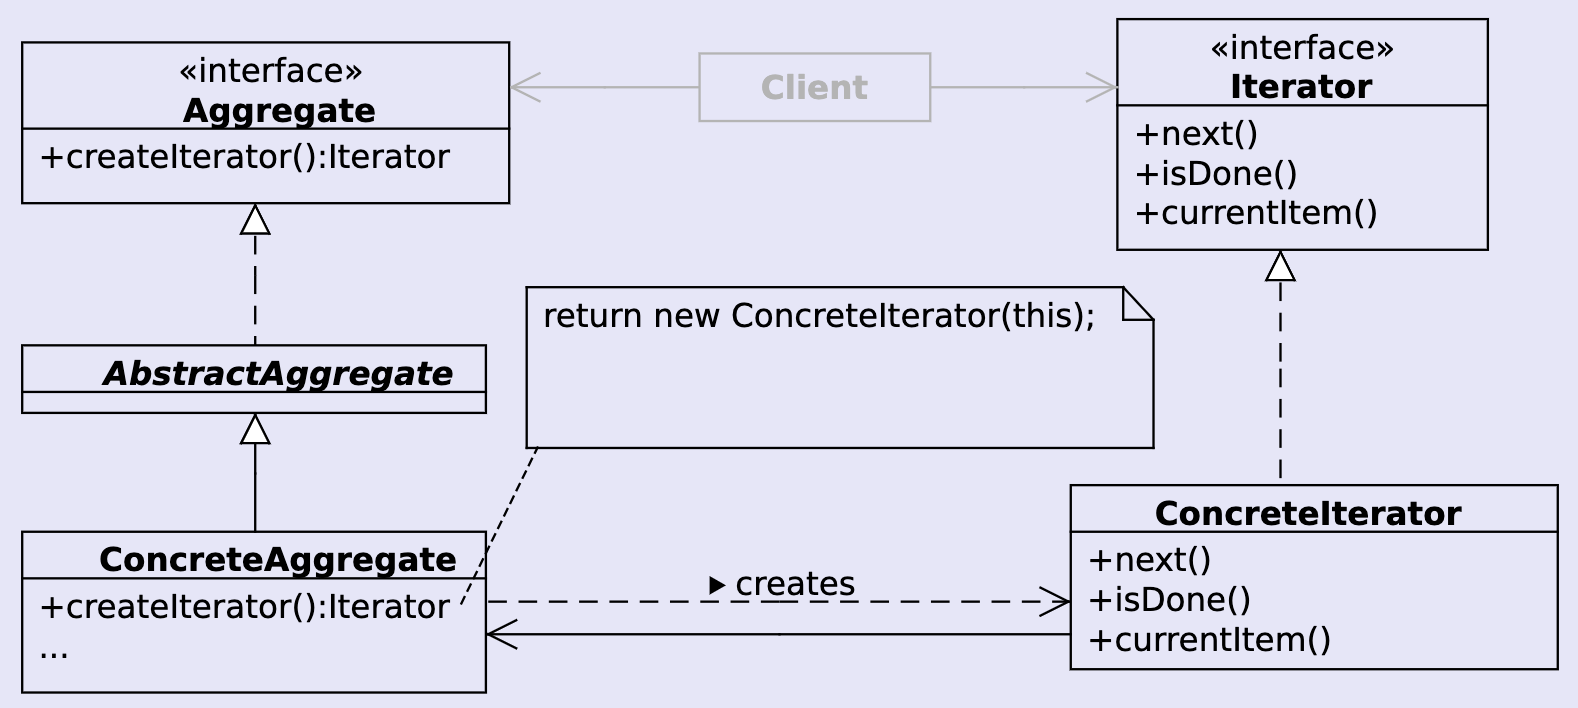 «interface»
Aggregate
+createIterator():Iterator
Client
«interface»
Iterator
+next()
+isDone()
+currentItem()
return new ConcreteIterator(this);
AbstractAggregate
ConcreteAggregate
+createIterator():Iterator
...
creates
ConcreteIterator
+next()
+isDone()
+currentItem()